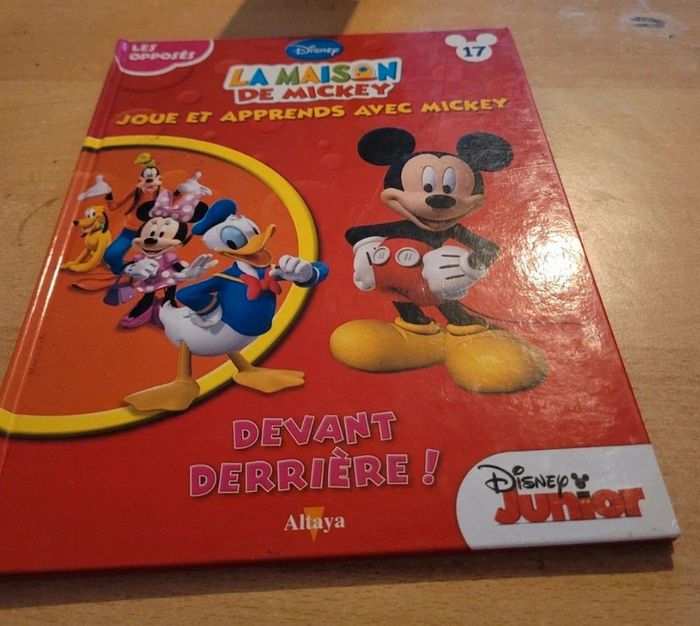 LES
OPPOSÉS
Disney
17
LA MAISON
DE MICKEY
JOUE ET APPRENDS AVEC MICKEY
DEVANT
DERRIÈRE !
Altaya
Disney
Junior